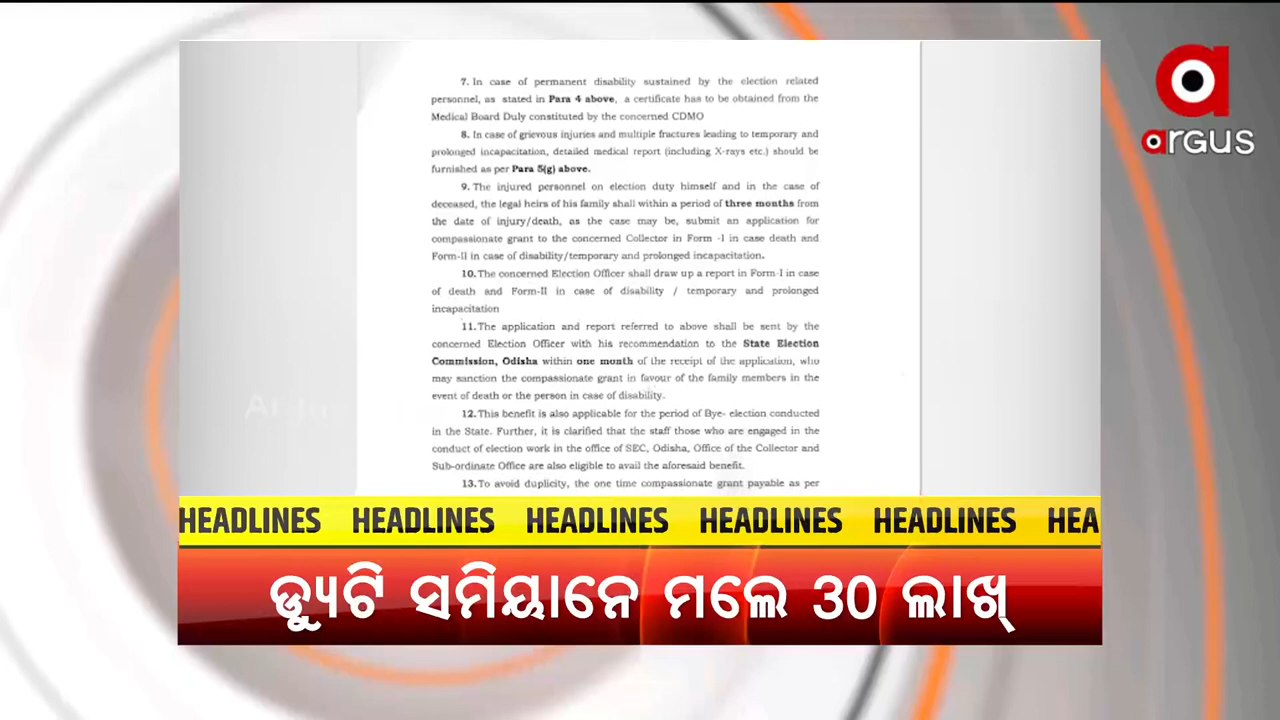 7. In case of permanent disability sustained by the election related
personnel, as stated in Para 4 above, a certificate has to be obtained from the
Medical Board Duly constituted by the concerned CDMO
8. In case of grievous injuries and multiple fractures leading to temporary and
prolonged incapacitation, detailed medical report (including X-rays etc.) should be
furnished as per Para 5(g) above.
9. The injured personnel on election duty himself and in the case of
deceased, the legal heirs of his family shall within a period of three months from
the date of injury/death, as the case may be, submit an application for
compassionate grant to the concerned Collector in Form -I in case death and
Form-II in case of disability/temporary and prolonged incapacitation.
10. The concerned Election Officer shall draw up a report in Form-I in case
of death and Form-II in case of disability / temporary and prolonged
incapacitation
11. The application and report referred to above shall be sent by the
concerned Election Officer with his recommendation to the State Election
Commission, Odisha within one month of the receipt of the application, who
may sanction the compassionate grant in favour of the family members in the
event of death or the person in case of disability.
12. This benefit is also applicable for the period of Bye- election conducted
in the State. Further, it is clarified that the staff those who are engaged in the
conduct of election work in the office of SEC, Odisha, Office of the Collector and
Sub-ordinate Office are also eligible to avail the aforesaid benefit.
13. To avoid duplicity, the one time compassionate grant payable as per
HEADLINES HEADLINES HEADLINES HEADLINES HEADLINES HEA
ଡ୍ୟୁଟି ସମିୟାନେ ମଲେ 30 ଲାଖ୍
a
argus